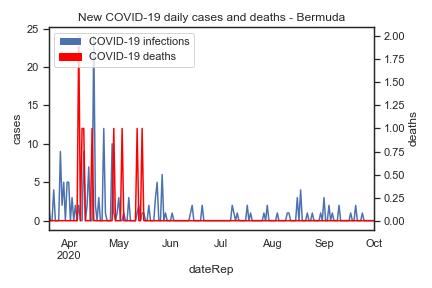 New COVID-19 daily cases and deaths - Bermuda
COVID-19 infections
COVID-19 deaths
25
20
15
10
5
0
cases
2.00
1.75
1.50
1.25
1.00
0.75
0.50
0.25
0.00
deaths
Apr May Jun Jul Aug Sep Oct
2020
dateRep